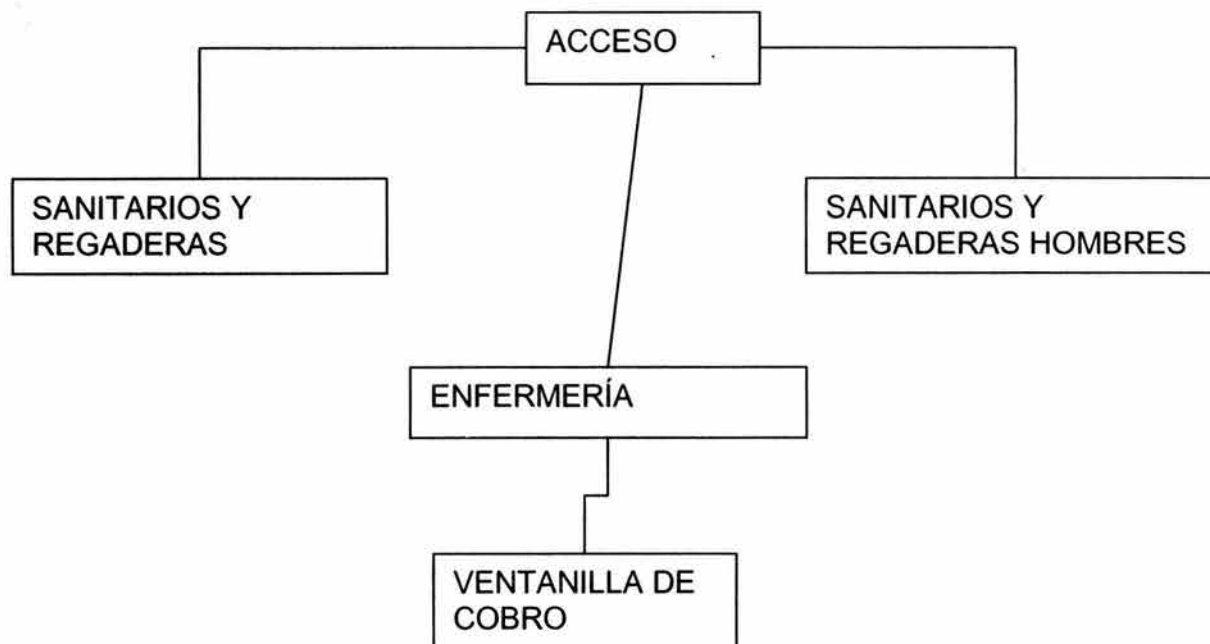 ACCESO
SANITARIOS Y
REGADERAS
SANITARIOS Y
REGADERAS HOMBRES
ENFERMERÍA
VENTANILLA DE
COBRO